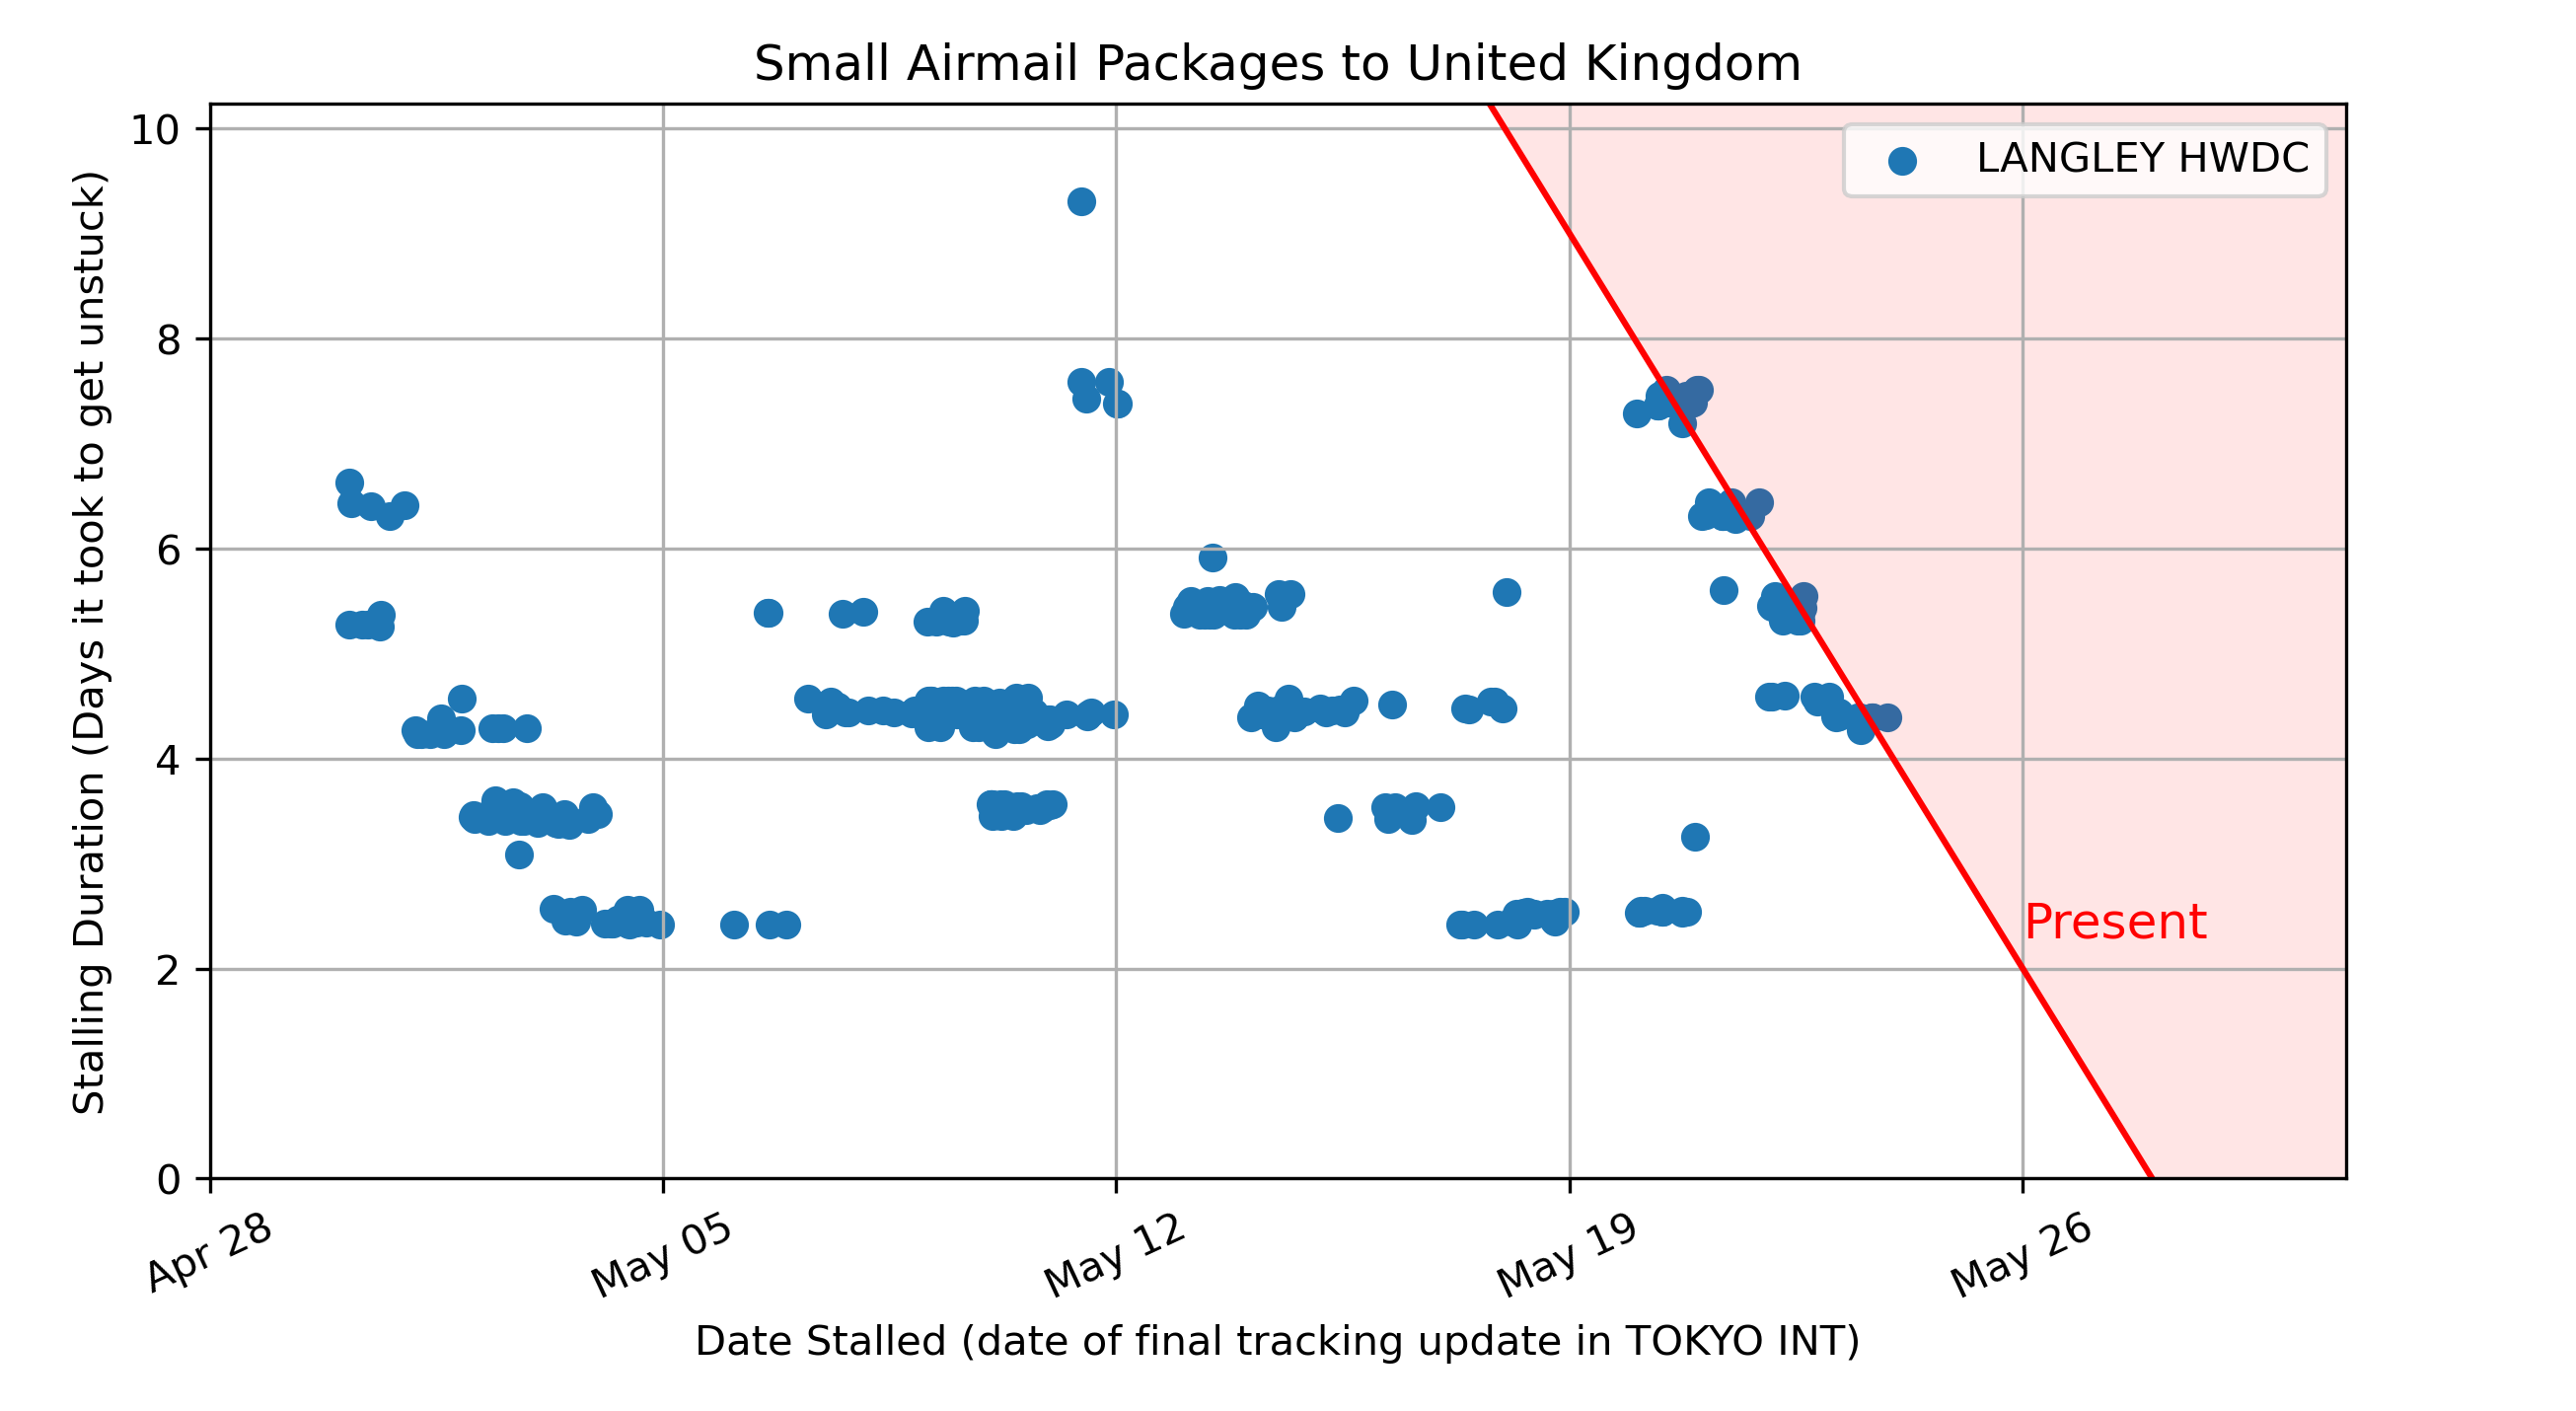 Small Airmail Packages to United Kingdom
Stalling Duration (Days it took to get unstuck)
10
8
6
4
2
0
LANGLEY HWDC
Present
Apr 28
May 05
May 12
May 19
May 26
Date Stalled (date of final tracking update in TOKYO INT)